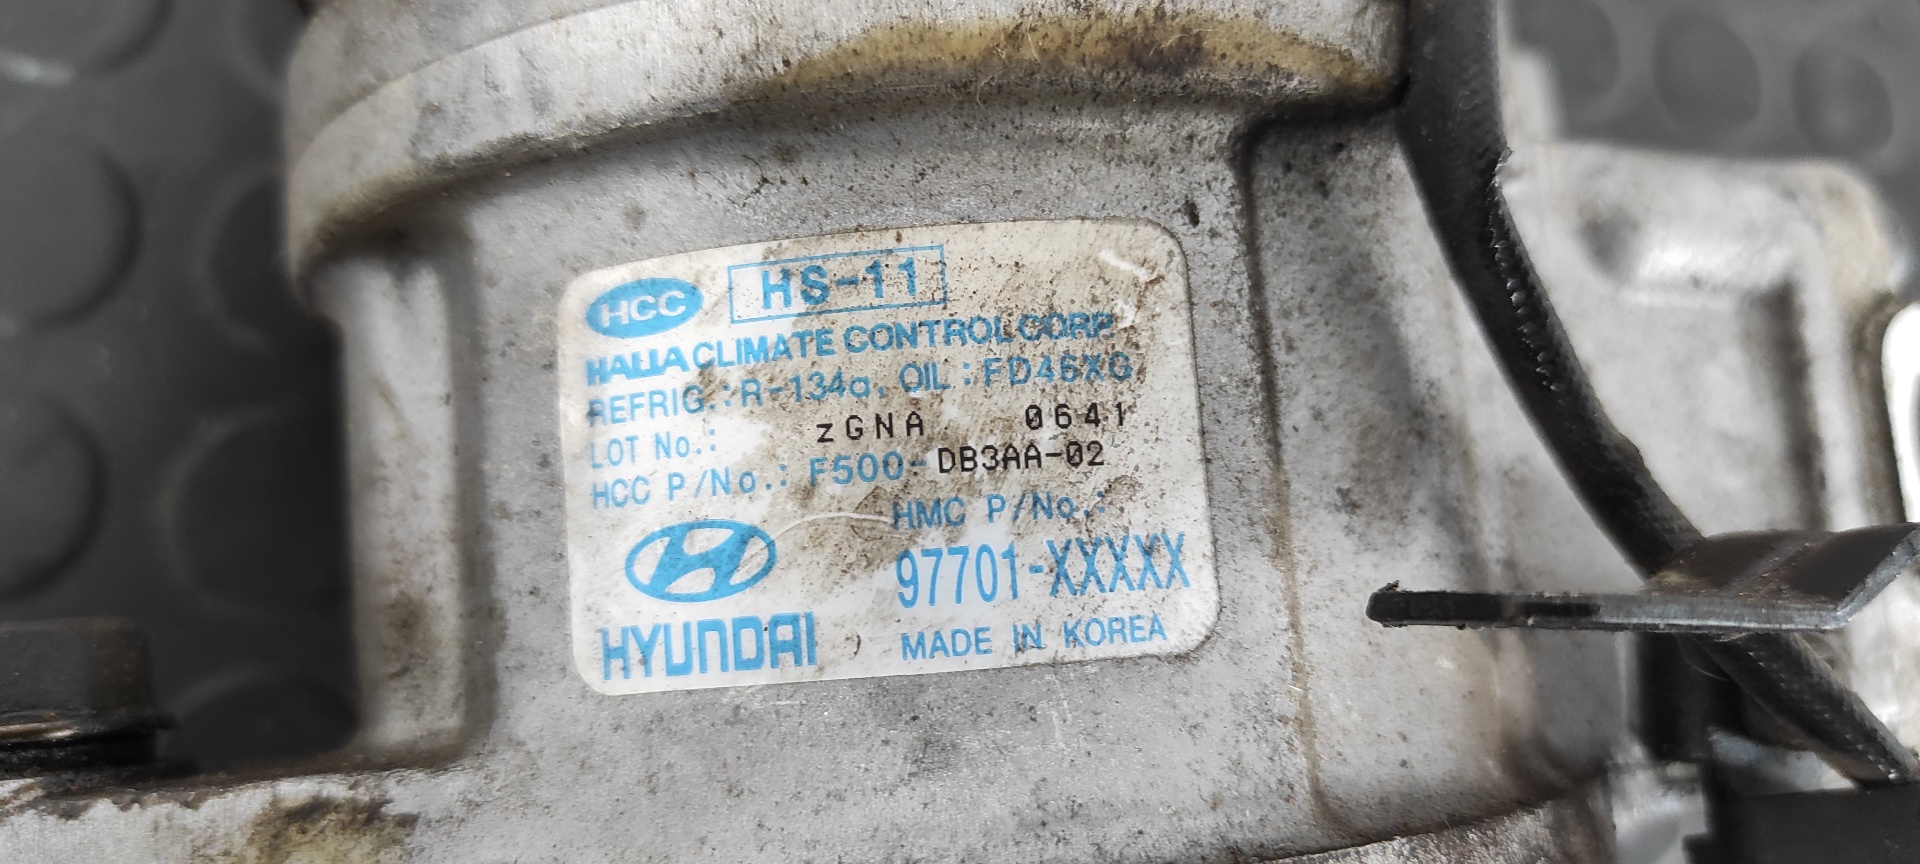 HCC HS-11
HALLA CLIMATE CONTROL CORP.
REFRIG.: R-134a, OIL : FD46XG
LOT No.: zGNA 0641
HCC P/No.: F500-DB3AA-02
HMC P/No.:
97701-XXXXX
HYUNDAI MADE IN KOREA